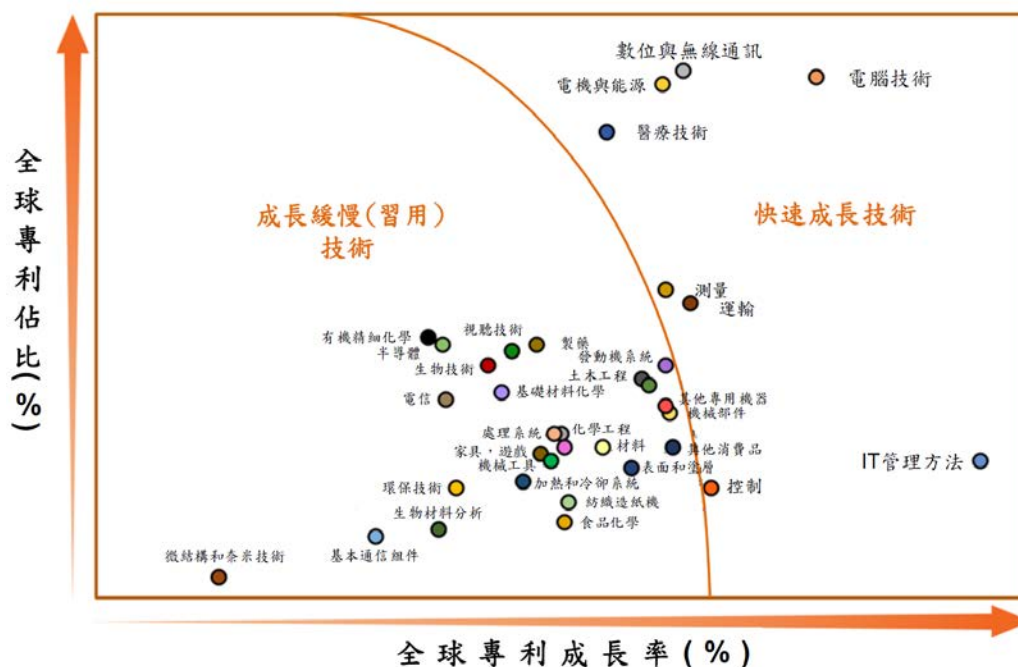 全球專利佔比(%)
數位與無線通訊
電機與能源
電腦技術
醫療技術
成長緩慢(習用)
技術
快速成長技術
測量
運輸
有機精細化學
視聽技術
製藥
半導體
發動機系統
生物技術
土木工程
電信
基礎材料化學
其他專用機器
機械部件
處理系統
化學工程
家具，遊戲
材料
其他消費品
機械工具
表面和塗層
IT管理方法
環保技術
加熱和冷卻系統
控制
紡織造紙機
生物材料分析
食品化學
微結構和奈米技術
基本通信組件
全球專利成長率(%)